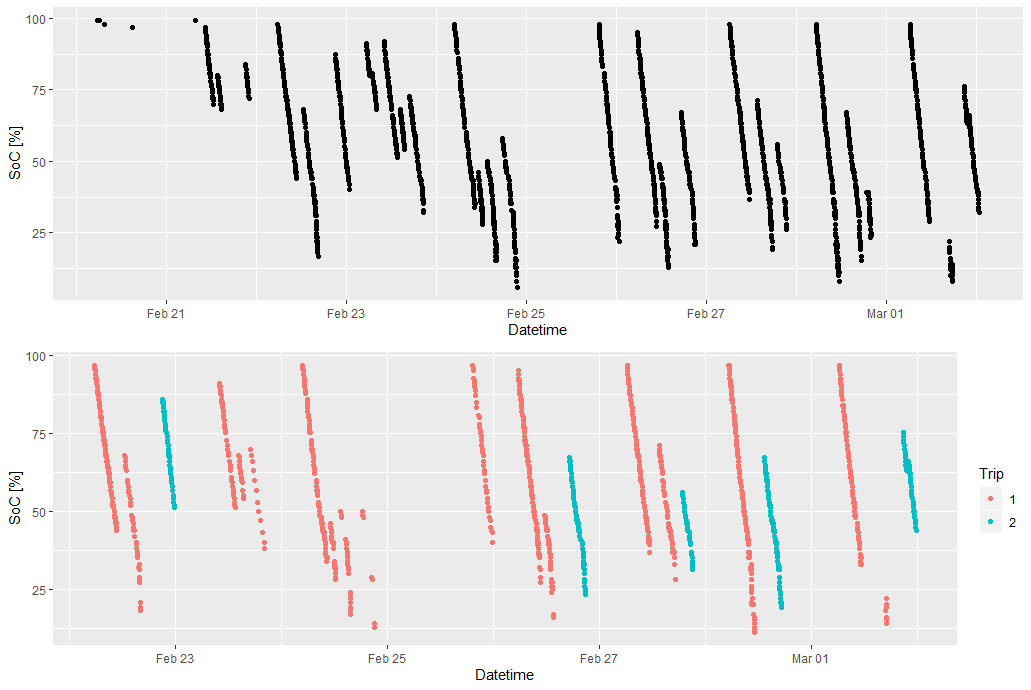 100
75
50
25
SoC [%]
Feb 21 Feb 23 Feb 25 Feb 27 Mar 01
Datetime
100
75
50
25
SoC [%]
Feb 23 Feb 25 Feb 27 Mar 01
Datetime
Trip
1
2